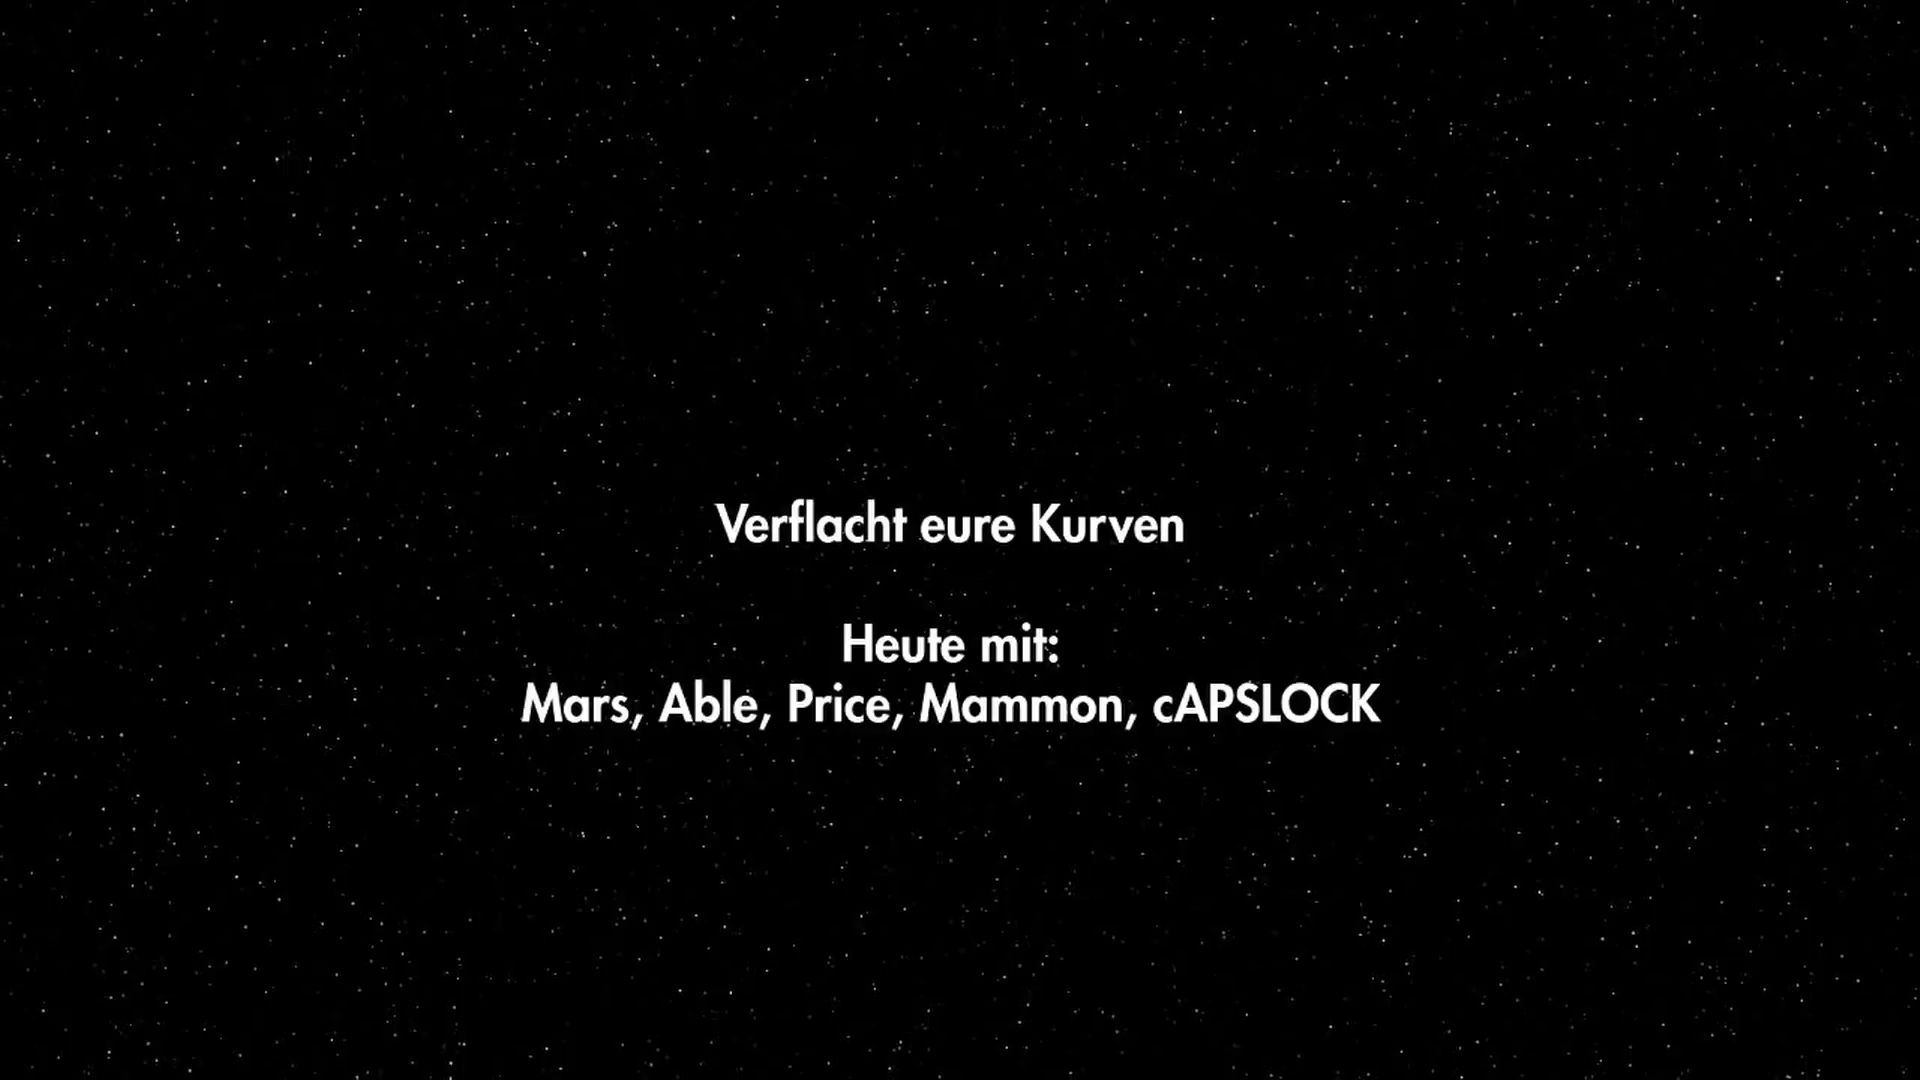 Verflacht eure Kurven
Heute mit:
Mars, Able, Price, Mammon, cAPSLOCK